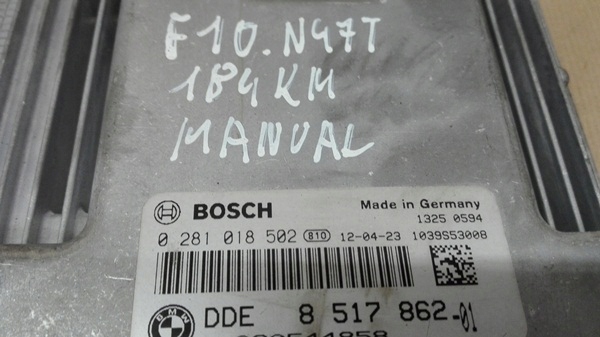 F10.N47T
184KM
MANUAL
BOSCH Made in Germany
1325 0594
0 281 018 502 810 12-04-23 1039S53008
BMW DDE 8 517 862-01